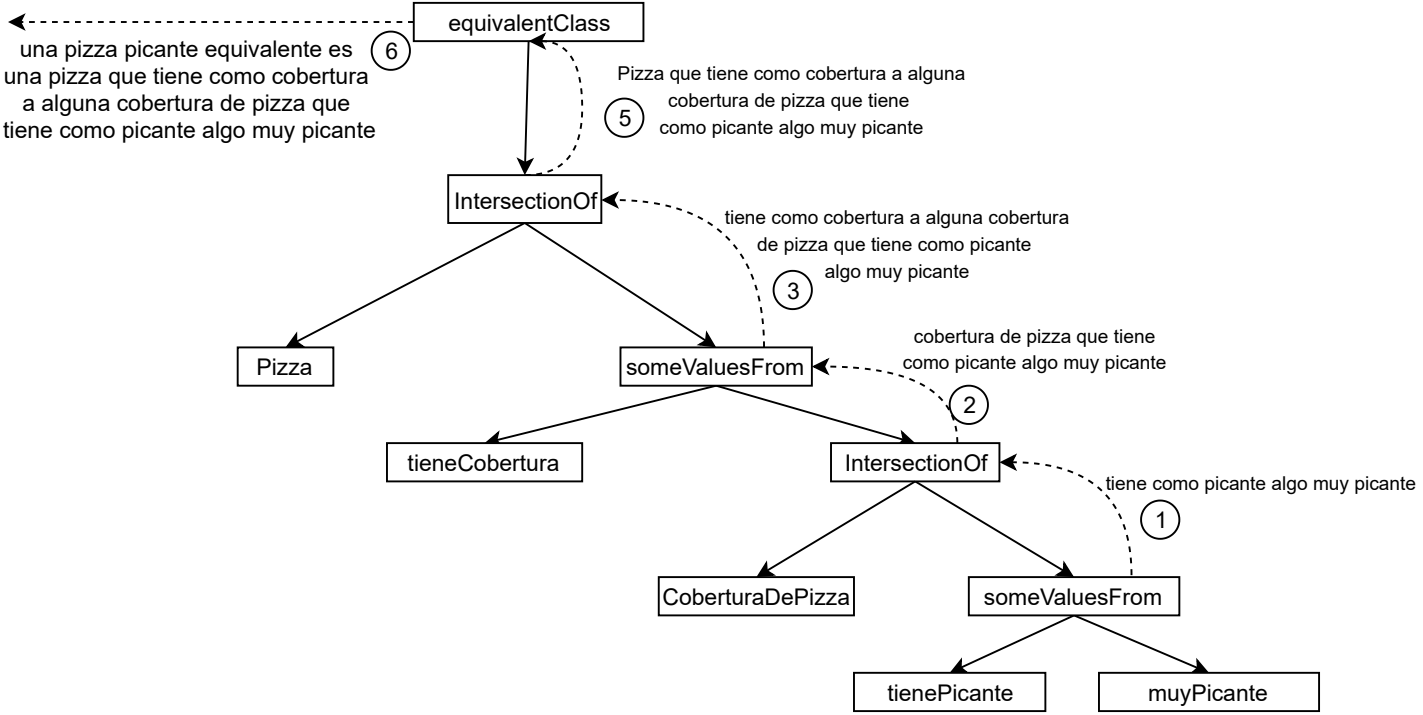 equivalentClass
6
una pizza picante equivalente es
una pizza que tiene como cobertura
a alguna cobertura de pizza que
tiene como picante algo muy picante
Pizza que tiene como cobertura a alguna
cobertura de pizza que tiene
como picante algo muy picante
5
IntersectionOf
tiene como cobertura a alguna cobertura
de pizza que tiene como picante
algo muy picante
3
Pizza
someValuesFrom
cobertura de pizza que tiene
como picante algo muy picante
2
tieneCobertura
IntersectionOf
tiene como picante algo muy picante
1
CoberturaDePizza
someValuesFrom
tienePicante
muyPicante